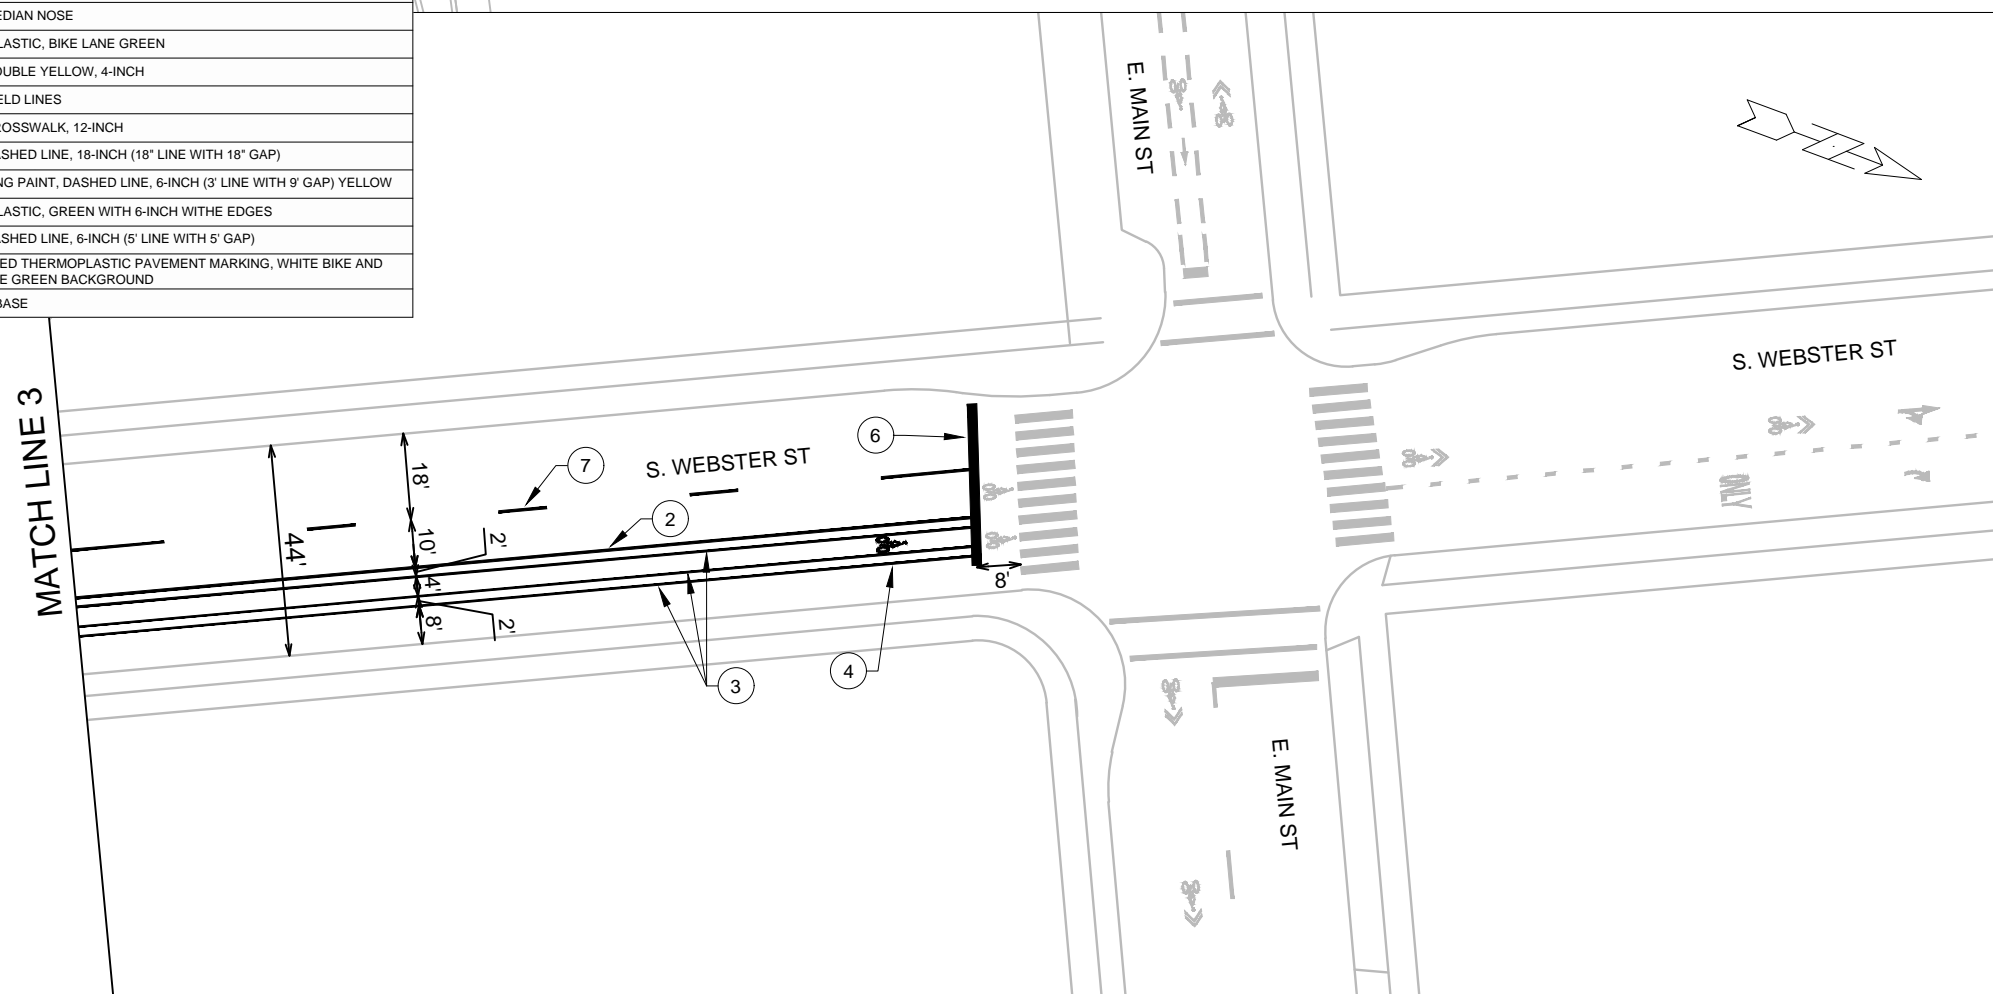 EDIAN NOSE
LASTIC, BIKE LANE GREEN
OUBLE YELLOW, 4-INCH
ELD LINES
ROSSWALK, 12-INCH
ASHED LINE, 18-INCH (18" LINE WITH 18" GAP)
NG PAINT, DASHED LINE, 6-INCH (3' LINE WITH 9' GAP) YELLOW
LASTIC, GREEN WITH 6-INCH WITHE EDGES
ASHED LINE, 6-INCH (5' LINE WITH 5' GAP)
ED THERMOPLASTIC PAVEMENT MARKING, WHITE BIKE AND
E GREEN BACKGROUND
BASE
E. MAIN ST
S. WEBSTER ST
MATCH LINE 3
S. WEBSTER ST
6
7
2
18'
10'
2'
44'
4'
8'
2'
8'
3
4
ONLY
E. MAIN ST